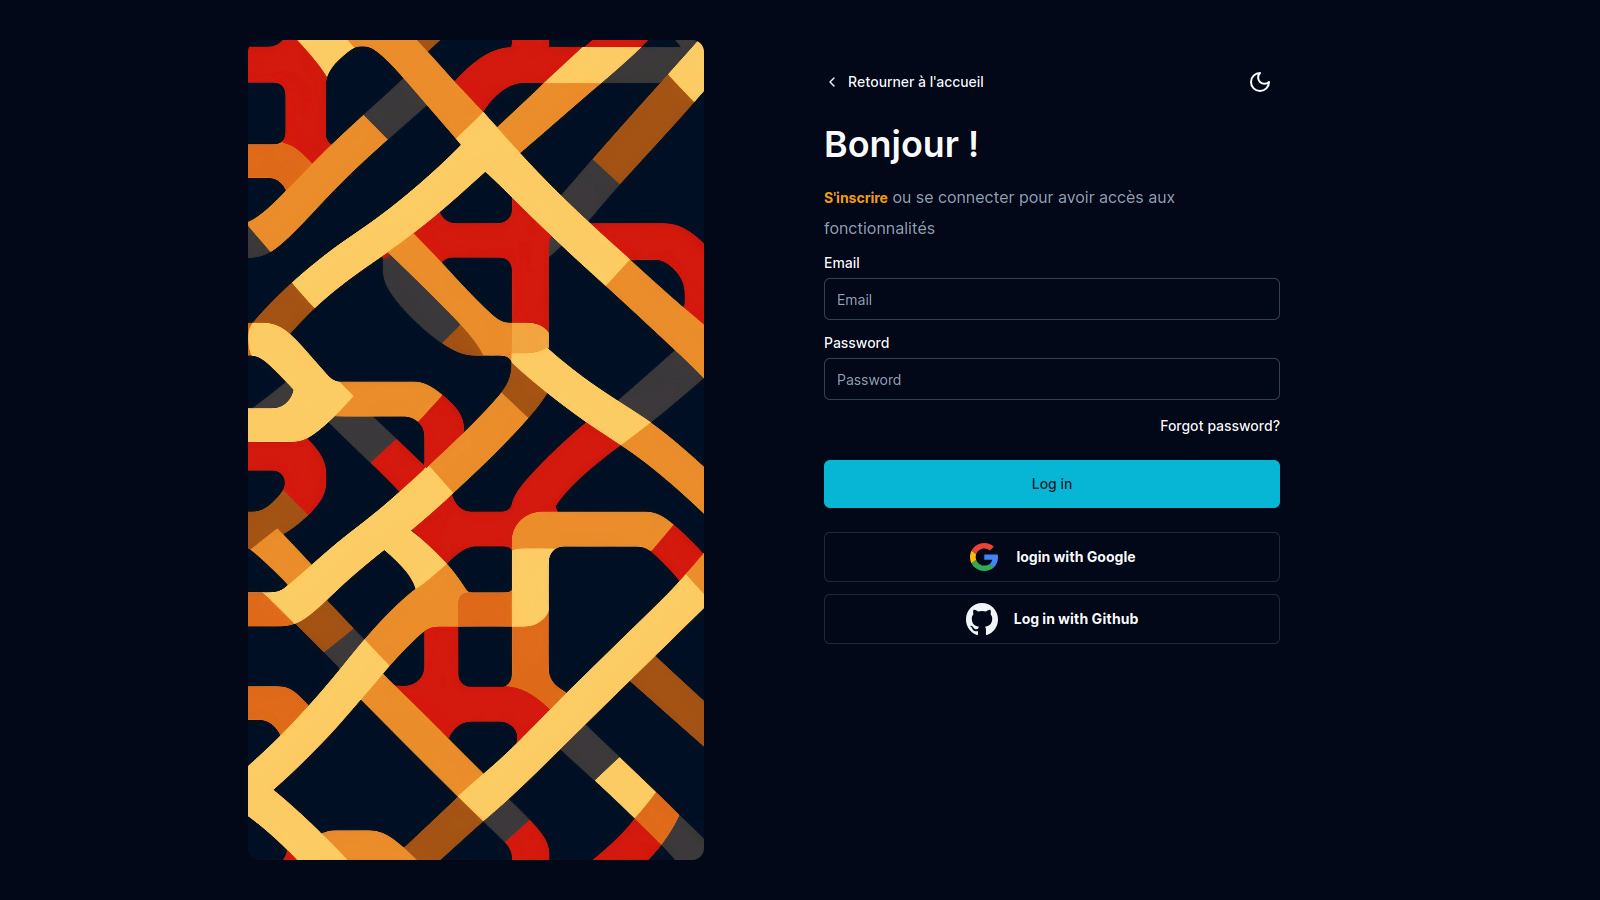 Retourner à l'accueil
Bonjour !
S'inscrire ou se connecter pour avoir accès aux
fonctionnalités
Email
Email
Password
Password
Forgot password?
Log in
login with Google
Log in with Github